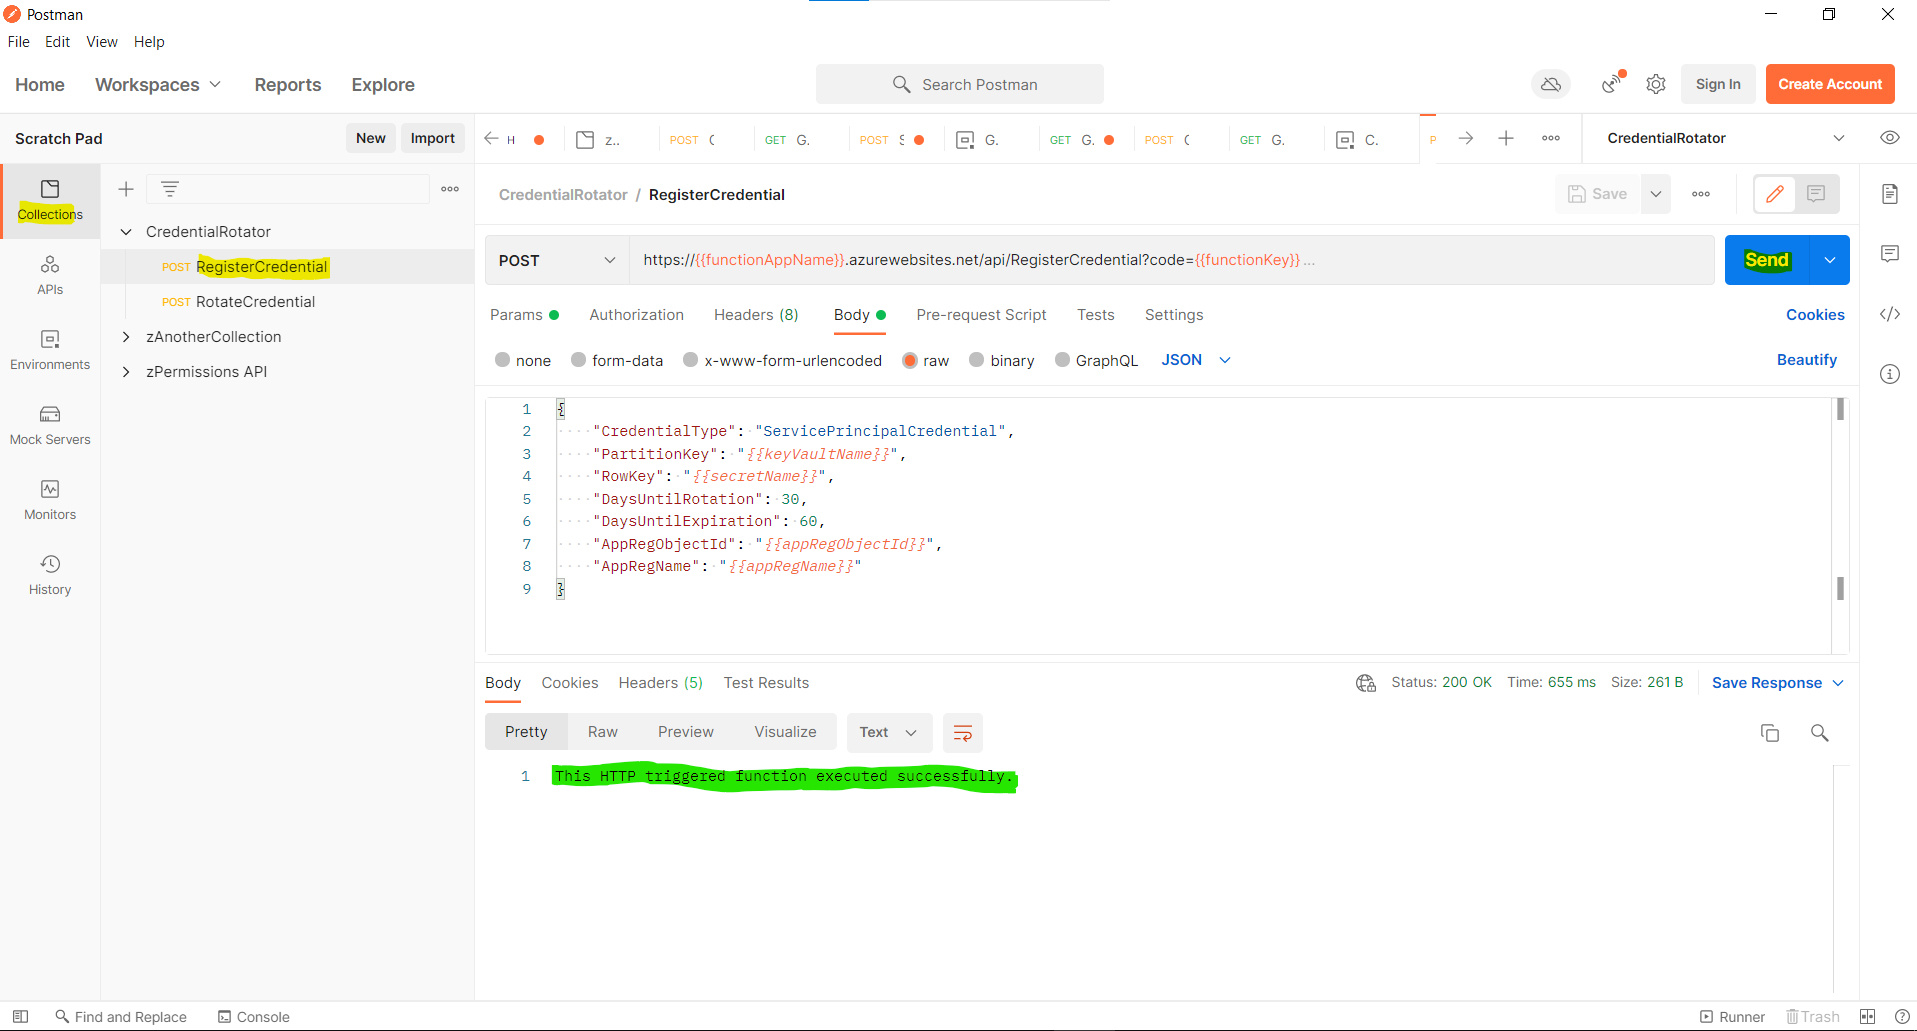 Postman
File Edit View Help
Home Workspaces Reports Explore Search Postman Sign In Create Account
Scratch Pad New Import H z.. POST GET G. POST S G. GET G. POST GET G. C. P CredentialRotator
Collections
APIs
Environments
Mock Servers
Monitors
History
CredentialRotator
POST RegisterCredential
POST RotateCredential
zAnotherCollection
zPermissions API
CredentialRotator / RegisterCredential Save
POST https://{{functionAppName}}.azurewebsites.net/api/RegisterCredential?code={{functionKey}} ... Send
Params Authorization Headers (8) Body Pre-request Script Tests Settings Cookies
none form-data x-www-form-urlencoded raw binary GraphQL JSON Beautify
1 {
2 "CredentialType": "ServicePrincipalCredential",
3 "PartitionKey": "{{keyVaultName}}",
4 "RowKey": "{{secretName}}",
5 "DaysUntilRotation": 30,
6 "DaysUntilExpiration": 60,
7 "AppRegObjectId": "{{appRegObjectId}}",
8 "AppRegName": "{{appRegName}}"
9 }
Body Cookies Headers (5) Test Results Status: 200 OK Time: 655 ms Size: 261 B Save Response
Pretty Raw Preview Visualize Text
1 This HTTP triggered function executed successfully.
Find and Replace Console Runner Trash